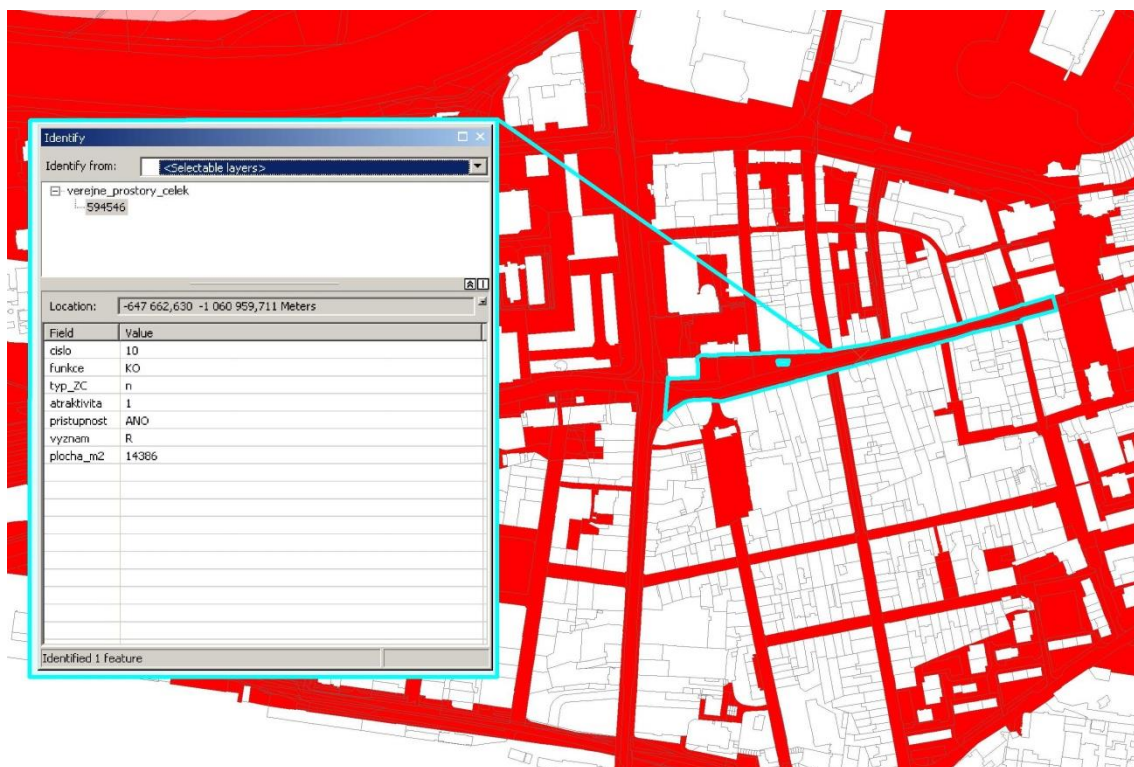 Identify
Identify from: <Selectable layers>
verejne_prostory_celek
594546
Location: -647 662,630 -1 060 959,711 Meters
Field Value
cislo 10
funkce KO
typ_ZC n
atraktivita 1
pristupnost ANO
vyznam R
plocha_m2 14386
Identified 1 feature